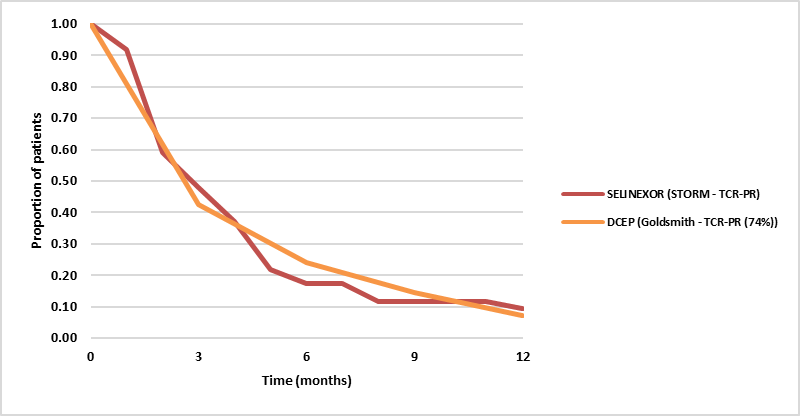 1.00
0.90
0.80
0.70
0.60
0.50
0.40
0.30
0.20
0.10
0.00
Proportion of patients
0 3 6 9 12
Time (months)
SELINEXOR (STORM - TCR-PR)
DCEP (Goldsmith - TCR-PR (74%))